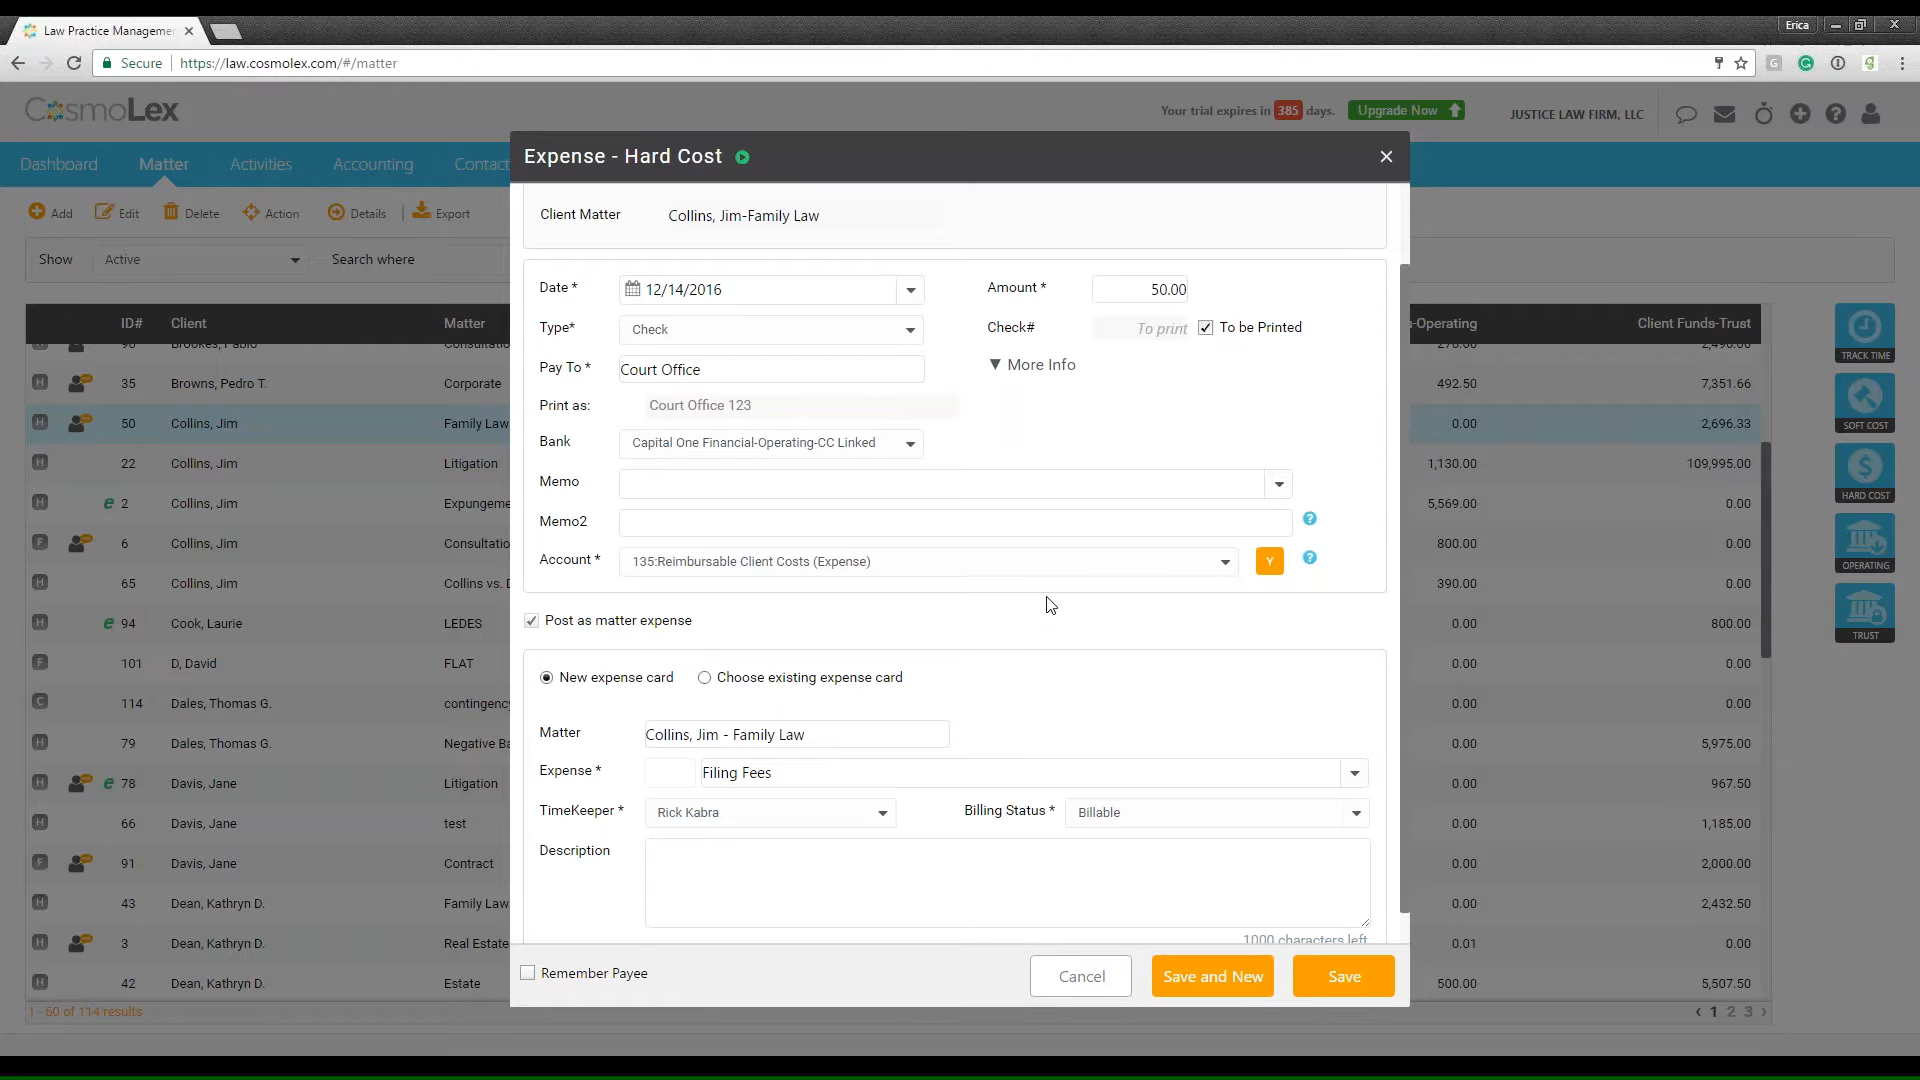 Law Practice Manageme
Erica
Secure https://law.cosmolex.com/#/matter
CosmoLex
Your trial expires in 385 days. Upgrade Now
JUSTICE LAW FIRM, LLC
Dashboard Matter Activities Accounting Contact
Add Edit Delete Action Details Export
Show Active Search where
ID# Client Matter s-Operating Client Funds-Trust
96 Brookes, Pablo Consultatio 270.00 2,490.00
H 35 Browns, Pedro T. Corporate 492.50 7,351.66
H 50 Collins, Jim Family Law 0.00 2,696.33
H 22 Collins, Jim Litigation 1,130.00 109,995.00
H e 2 Collins, Jim Expungeme 5,569.00 0.00
F 6 Collins, Jim Consultatio 800.00 0.00
H 65 Collins, Jim Collins vs. D 390.00 0.00
H e 94 Cook, Laurie LEDES 0.00 800.00
F 101 D, David FLAT 0.00 0.00
C 114 Dales, Thomas G. contingency 0.00 0.00
H 79 Dales, Thomas G. Negative Ba 0.00 5,975.00
H e 78 Davis, Jane Litigation 0.00 967.50
H 66 Davis, Jane test 0.00 1,185.00
F 91 Davis, Jane Contract 0.00 2,000.00
H 43 Dean, Kathryn D. Family Law 0.00 2,432.50
H 3 Dean, Kathryn D. Real Estate 0.01 0.00
H 42 Dean, Kathryn D. Estate 500.00 5,507.50
1 - 50 of 114 results
‹ 1 2 3 ›
TRACK TIME
SOFT COST
HARD COST
OPERATING
TRUST
Expense - Hard Cost
Client Matter Collins, Jim-Family Law
Date * 12/14/2016 Amount * 50.00
Type* Check Check# To print To be Printed
Pay To * Court Office ▼ More Info
Print as: Court Office 123
Bank Capital One Financial-Operating-CC Linked
Memo
Memo2 ?
Account * 135:Reimbursable Client Costs (Expense) Y ?
Post as matter expense
New expense card Choose existing expense card
Matter Collins, Jim - Family Law
Expense * Filing Fees
TimeKeeper * Rick Kabra Billing Status * Billable
Description
1000 characters left
Remember Payee Cancel Save and New Save